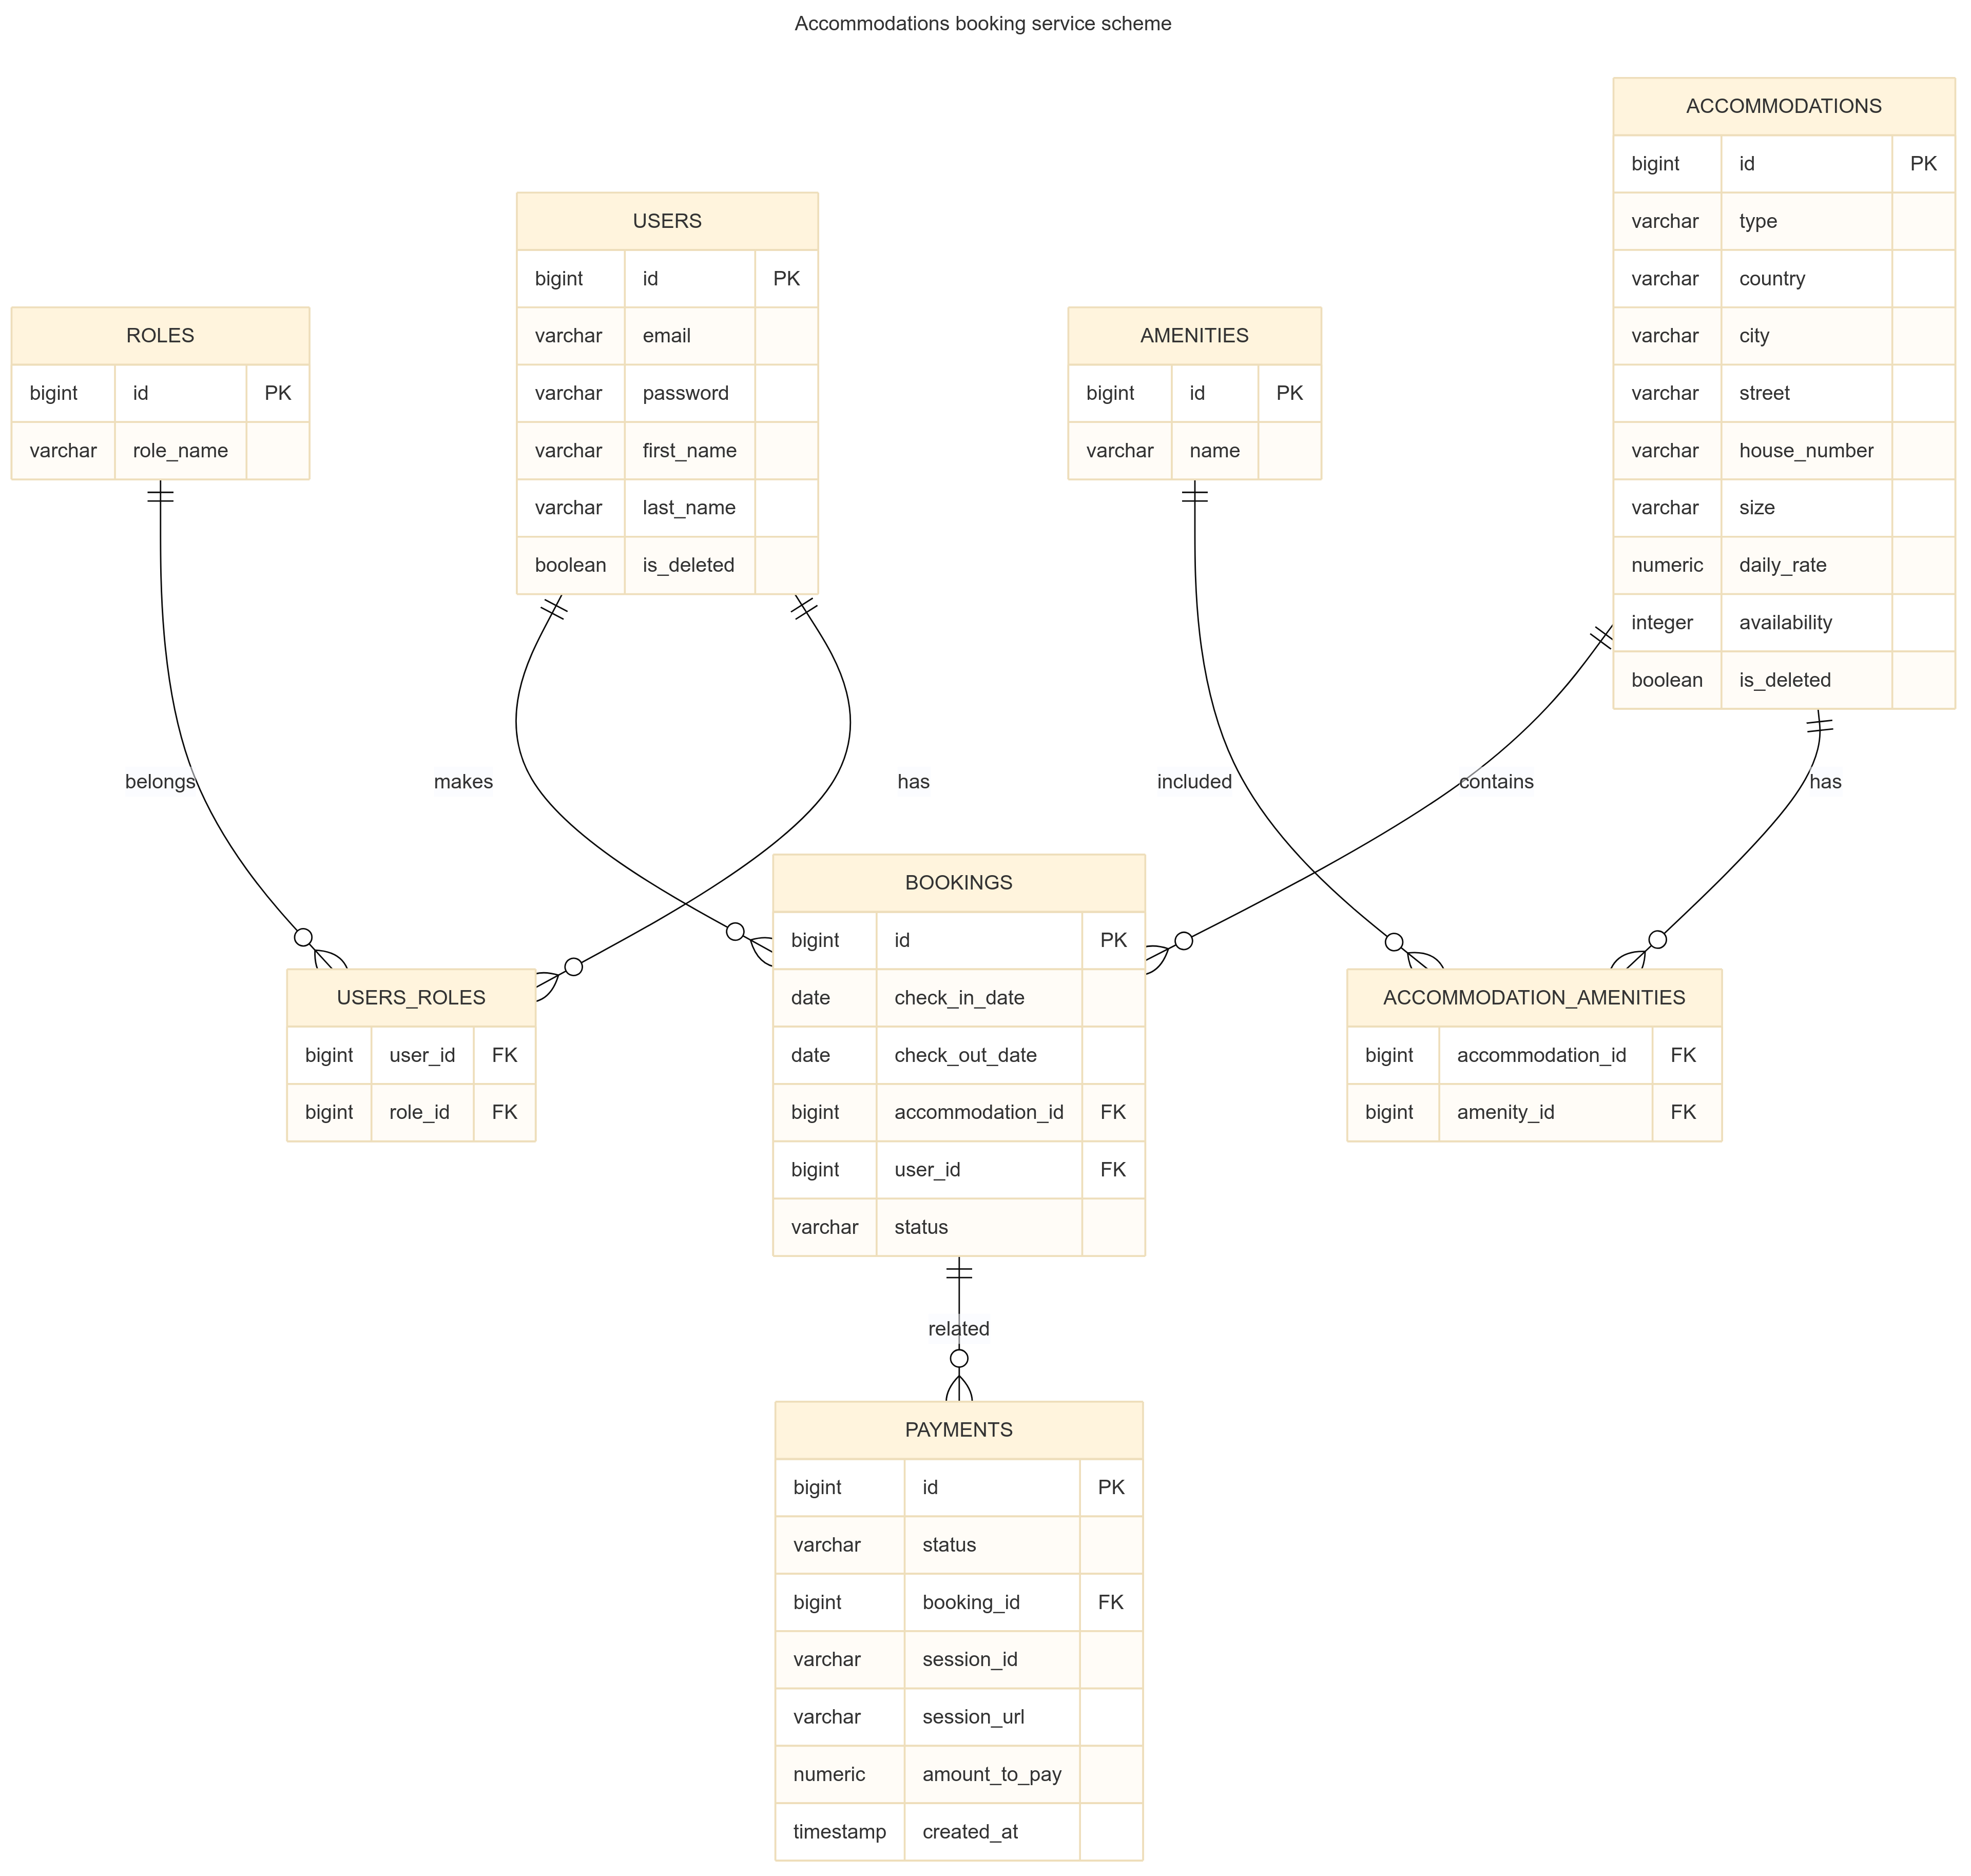 Accommodations booking service scheme
ACCOMMODATIONS
bigint id PK
varchar type
varchar country
varchar city
varchar street
varchar house_number
varchar size
numeric daily_rate
integer availability
boolean is_deleted
USERS
bigint id PK
varchar email
varchar password
varchar first_name
varchar last_name
boolean is_deleted
ROLES
bigint id PK
varchar role_name
AMENITIES
bigint id PK
varchar name
belongs
makes
has
included
contains
has
BOOKINGS
bigint id PK
date check_in_date
date check_out_date
bigint accommodation_id FK
bigint user_id FK
varchar status
USERS_ROLES
bigint user_id FK
bigint role_id FK
ACCOMMODATION_AMENITIES
bigint accommodation_id FK
bigint amenity_id FK
related
PAYMENTS
bigint id PK
varchar status
bigint booking_id FK
varchar session_id
varchar session_url
numeric amount_to_pay
timestamp created_at